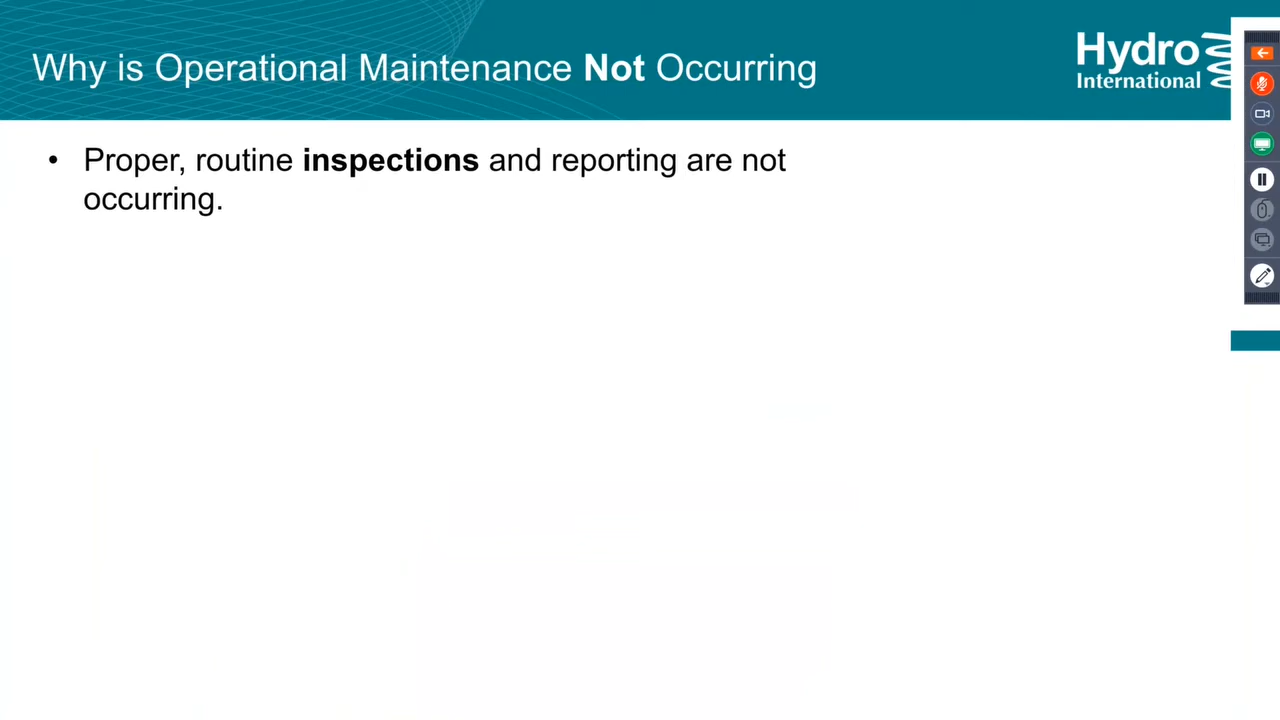 Why is Operational Maintenance Not Occurring
Hydro
International
• Proper, routine inspections and reporting are not
occurring.